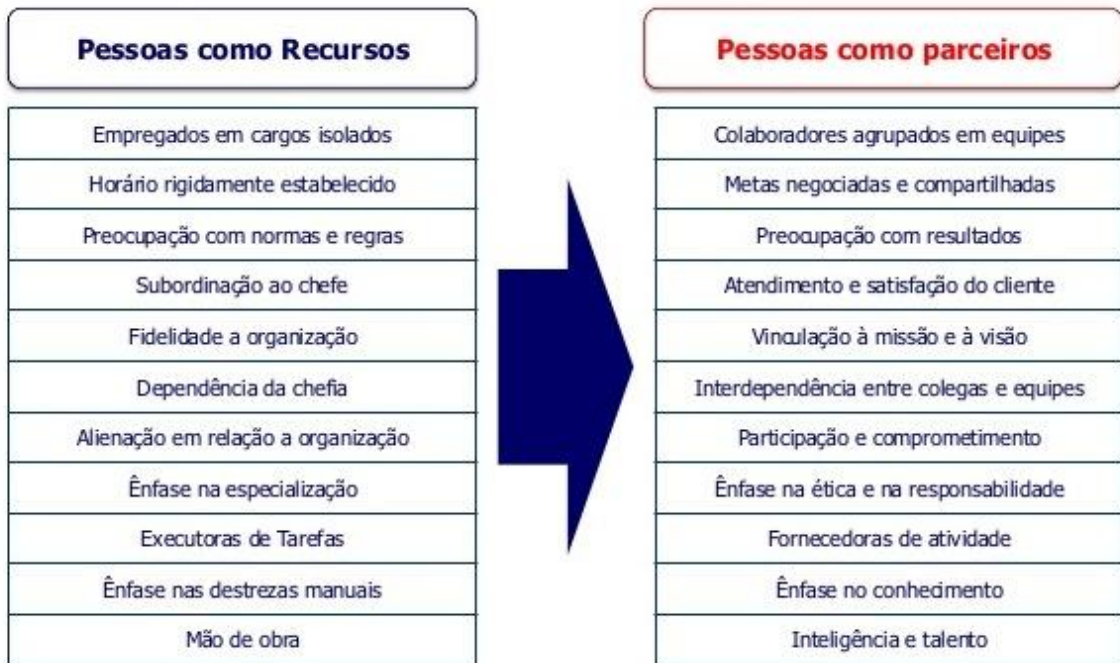 Pessoas como Recursos
Empregados em cargos isolados
Horário rigidamente estabelecido
Preocupação com normas e regras
Subordinação ao chefe
Fidelidade a organização
Dependência da chefia
Alienação em relação a organização
Ênfase na especialização
Executoras de Tarefas
Ênfase nas destrezas manuais
Mão de obra
Pessoas como parceiros
Colaboradores agrupados em equipes
Metas negociadas e compartilhadas
Preocupação com resultados
Atendimento e satisfação do cliente
Vinculação à missão e à visão
Interdependência entre colegas e equipes
Participação e comprometimento
Ênfase na ética e na responsabilidade
Fornecedoras de atividade
Ênfase no conhecimento
Inteligência e talento